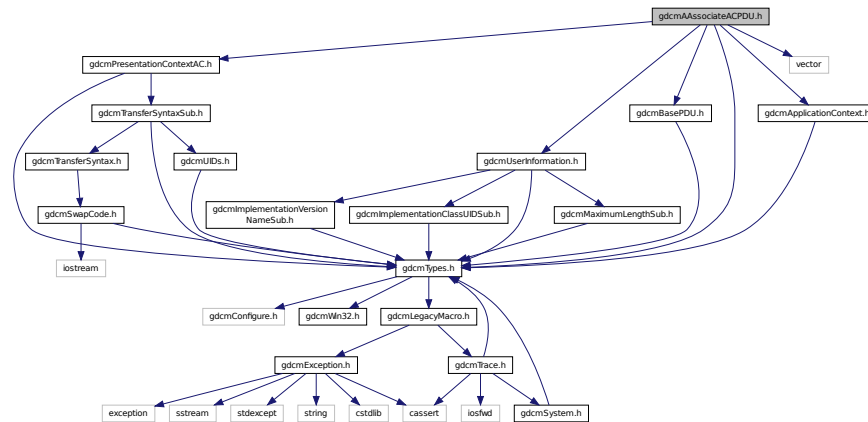 gdcmAAssociateACPDU.h
gdcmPresentationContextAC.h
vector
gdcmTransferSyntaxSub.h
gdcmBasePDU.h
gdcmApplicationContext.h
gdcmTransferSyntax.h
gdcmUIDs.h
gdcmUserInformation.h
gdcmSwapCode.h
gdcmImplementationVersion
NameSub.h
gdcmImplementationClassUIDSub.h
gdcmMaximumLengthSub.h
iostream
gdcmTypes.h
gdcmConfigure.h
gdcmWin32.h
gdcmLegacyMacro.h
gdcmException.h
gdcmTrace.h
exception
sstream
stdexcept
string
cstdlib
cassert
iosfwd
gdcmSystem.h